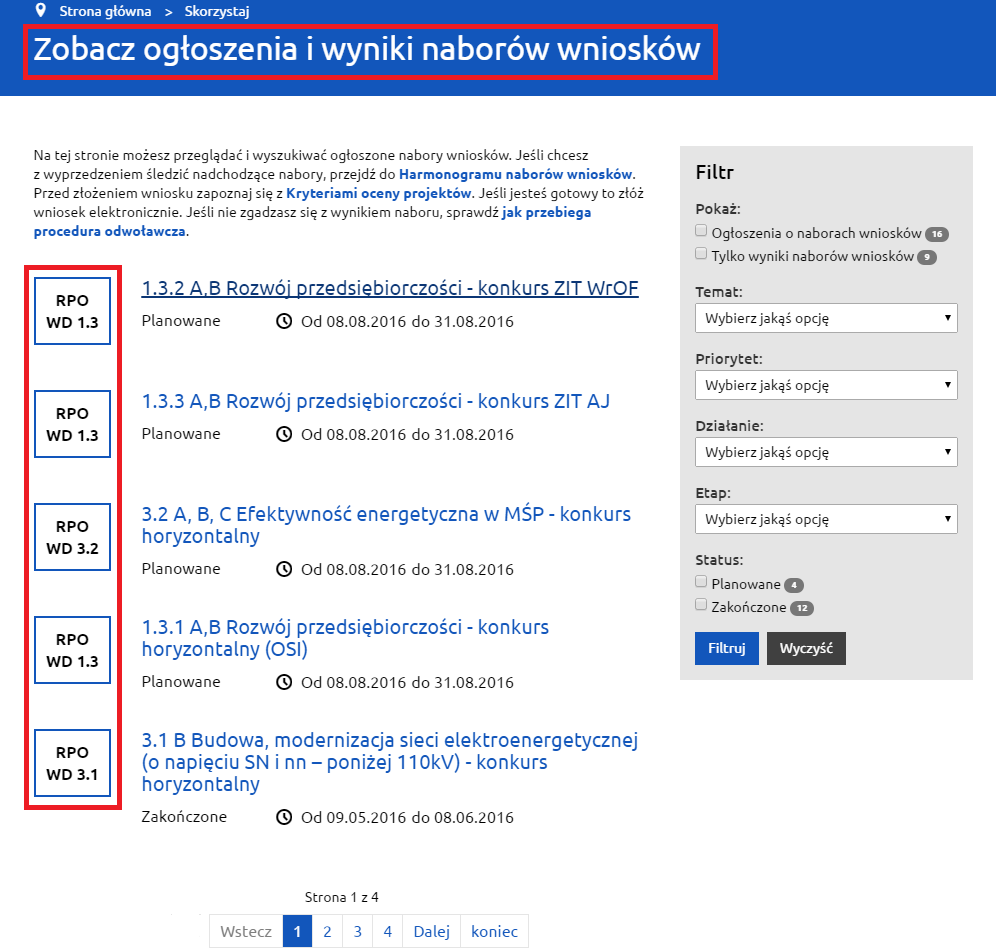 Strona główna > Skorzystaj
Zobacz ogłoszenia i wyniki naborów wniosków
Na tej stronie możesz przeglądać i wyszukiwać ogłoszone nabory wniosków. Jeśli chcesz
z wyprzedzeniem śledzić nadchodzące nabory, przejdź do Harmonogramu naborów wniosków.
Przed złożeniem wniosku zapoznaj się z Kryteriami oceny projektów. Jeśli jesteś gotowy to złóż
wniosek elektronicznie. Jeśli nie zgadzasz się z wynikiem naboru, sprawdź jak przebiega
procedura odwoławcza.
RPO
WD 1.3
1.3.2 A,B Rozwój przedsiębiorczości - konkurs ZIT WrOF
Planowane Od 08.08.2016 do 31.08.2016
RPO
WD 1.3
1.3.3 A,B Rozwój przedsiębiorczości - konkurs ZIT AJ
Planowane Od 08.08.2016 do 31.08.2016
RPO
WD 3.2
3.2 A, B, C Efektywność energetyczna w MŚP - konkurs
horyzontalny
Planowane Od 08.08.2016 do 31.08.2016
RPO
WD 1.3
1.3.1 A,B Rozwój przedsiębiorczości - konkurs
horyzontalny (OSI)
Planowane Od 08.08.2016 do 31.08.2016
RPO
WD 3.1
3.1 B Budowa, modernizacja sieci elektroenergetycznej
(o napięciu SN i nn – poniżej 110kV) - konkurs
horyzontalny
Zakończone Od 09.05.2016 do 08.06.2016
Strona 1 z 4
Wstecz 1 2 3 4 Dalej koniec
Filtr
Pokaż:
Ogłoszenia o naborach wniosków 16
Tylko wyniki naborów wniosków 9
Temat:
Wybierz jakąś opcję
Priorytet:
Wybierz jakąś opcję
Działanie:
Wybierz jakąś opcję
Etap:
Wybierz jakąś opcję
Status:
Planowane 4
Zakończone 12
Filtruj Wyczyść